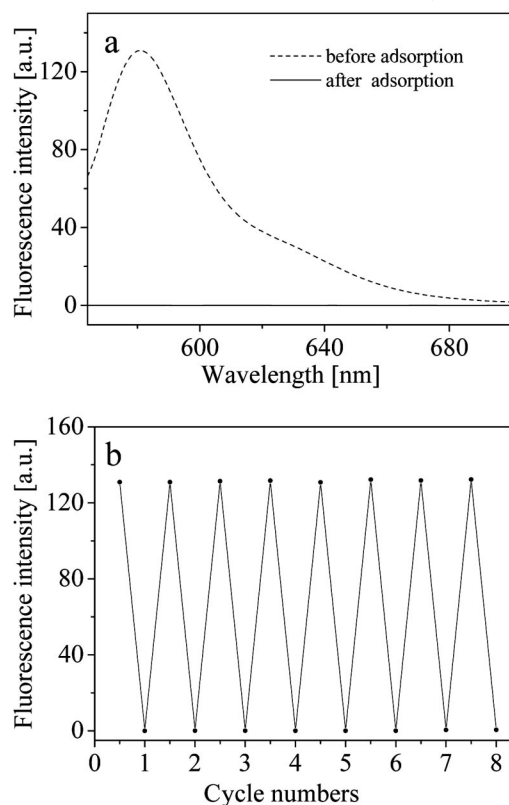 a
before adsorption
after adsorption
Fluorescence intensity [a.u.]
120
80
40
0
600 640 680
Wavelength [nm]
b
Fluorescence intensity [a.u.]
160
120
80
40
0
0 1 2 3 4 5 6 7 8
Cycle numbers